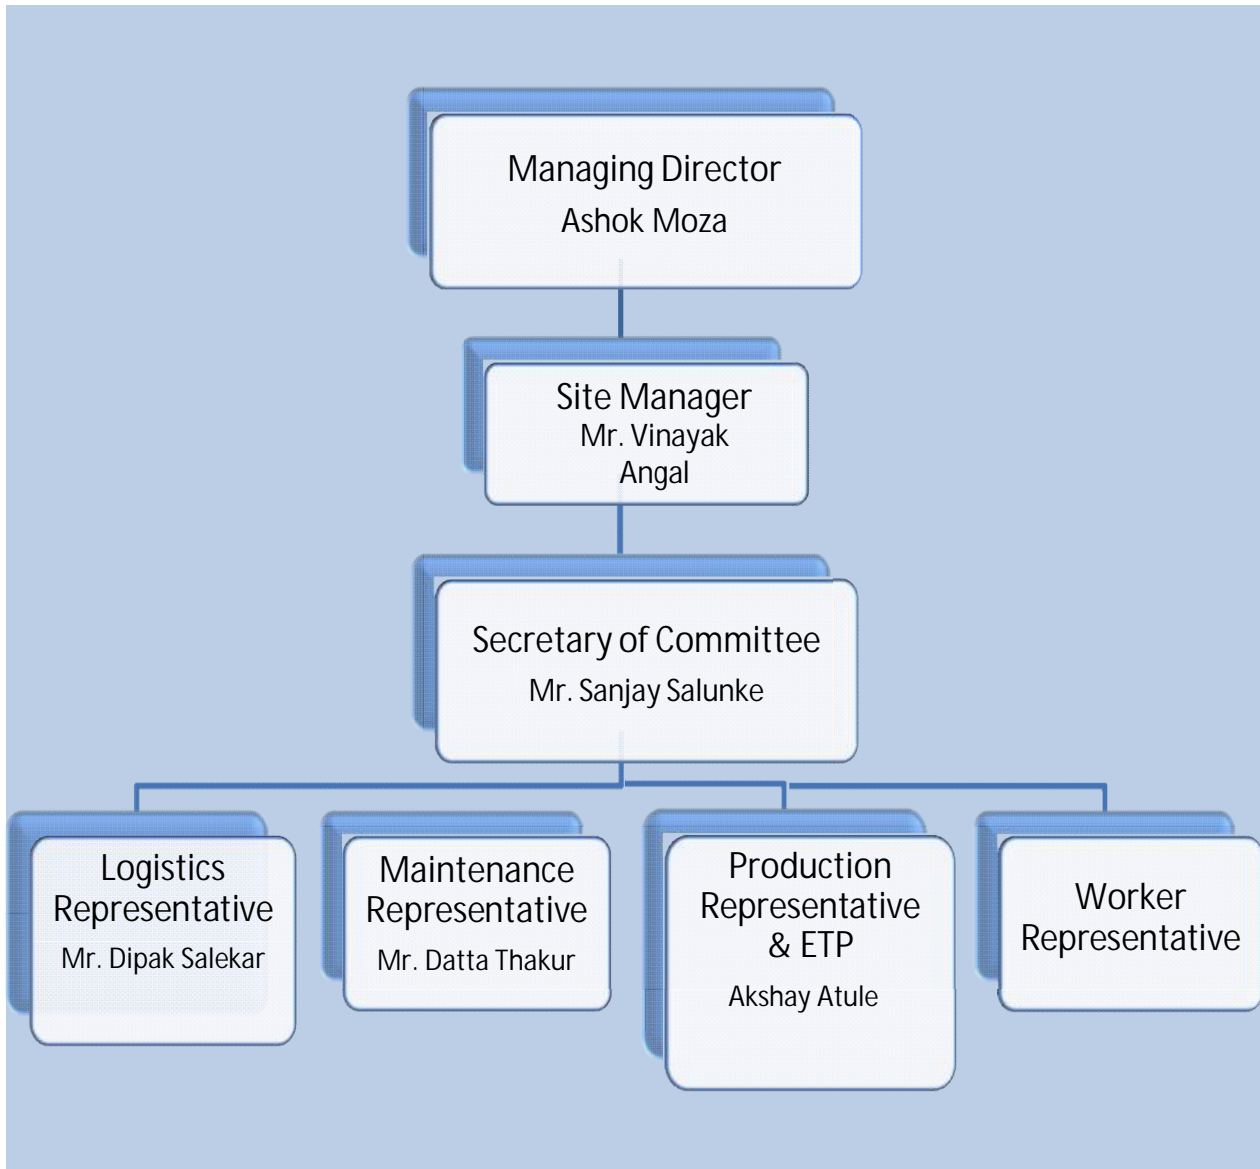 Managing Director
Ashok Moza
Site Manager
Mr. Vinayak
Angal
Secretary of Committee
Mr. Sanjay Salunke
Logistics
Representative
Mr. Dipak Salekar
Maintenance
Representative
Mr. Datta Thakur
Production
Representative
& ETP
Akshay Atule
Worker
Representative